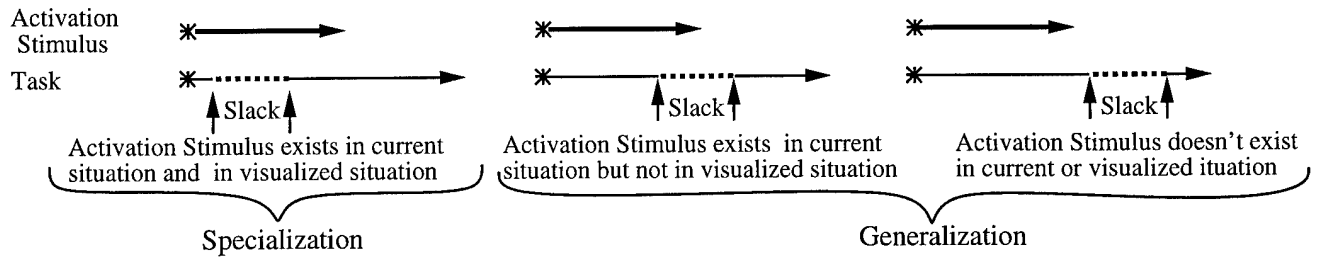 Activation
Stimulus
Task
Slack
Slack
Slack
Activation Stimulus exists in current
situation and in visualized situation
Activation Stimulus exists in current
situation but not in visualized situation
Activation Stimulus doesn't exist
in current or visualized ituation
Specialization
Generalization